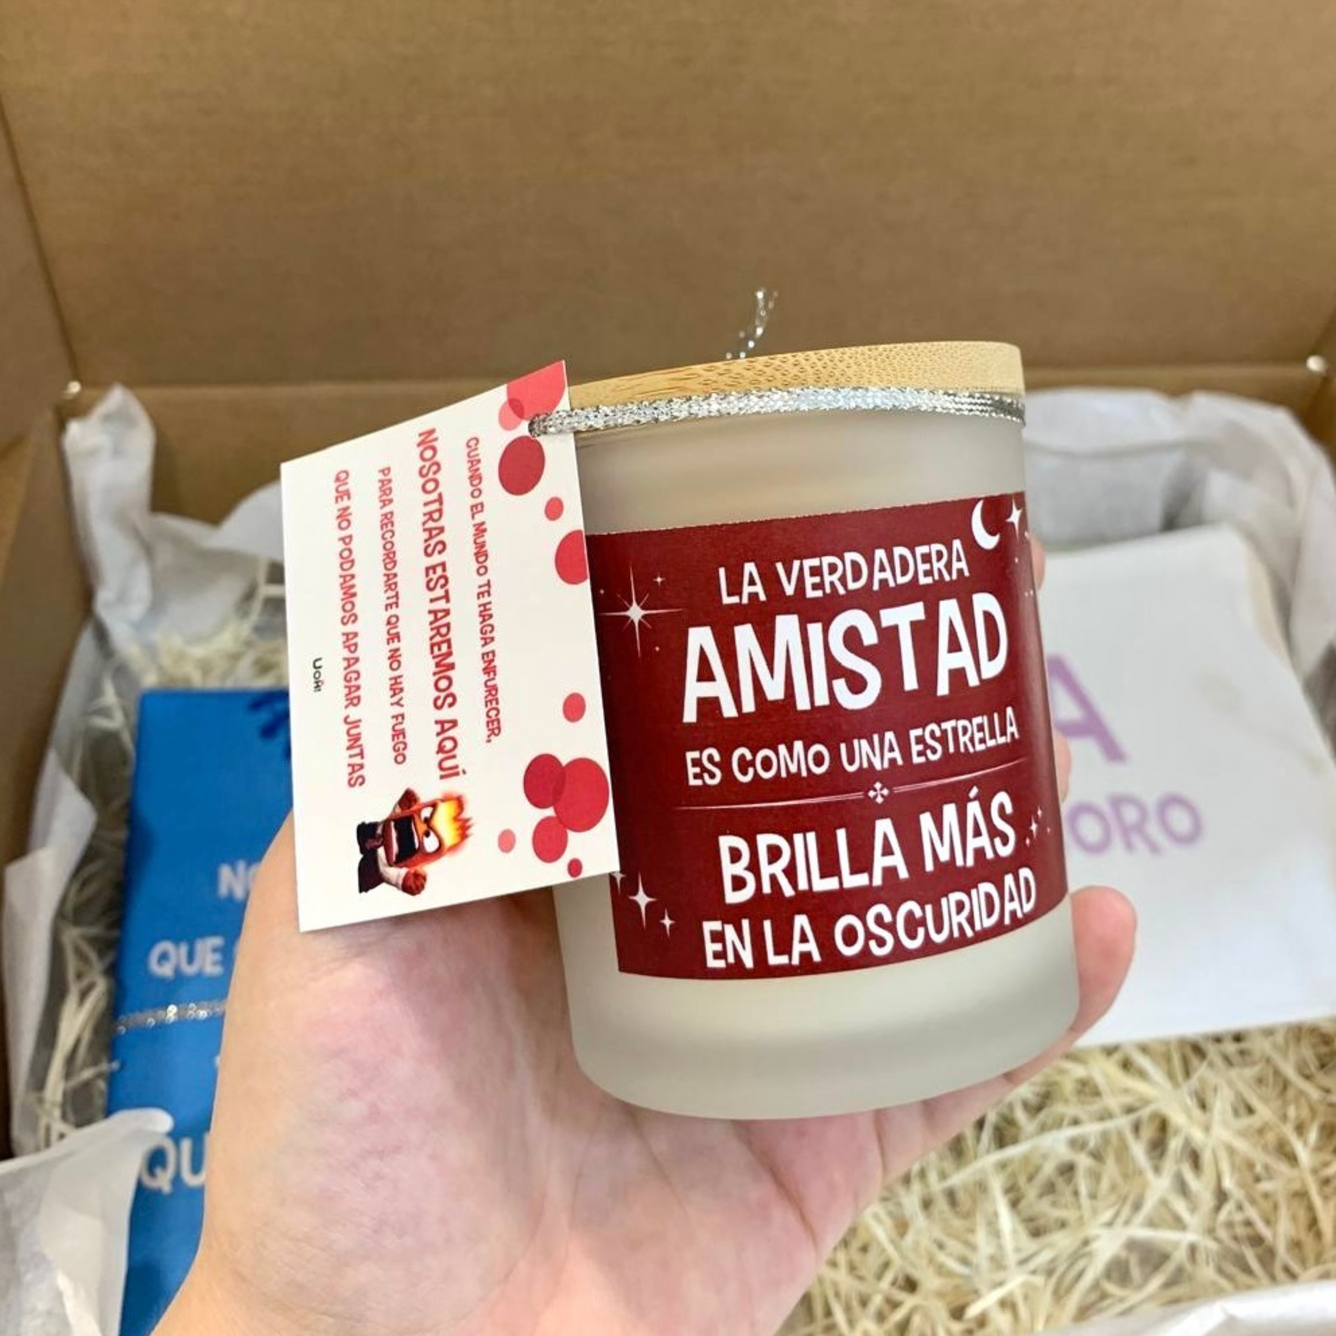 CUANDO EL MUNDO TE HAGA ENFURECER,
NOSOTRAS ESTAREMOS AQUÍ
PARA RECORDARTE QUE NO HAY FUEGO
QUE NO PODAMOS APAGAR JUNTAS
UOÑI
LA VERDADERA
AMISTAD
ES COMO UNA ESTRELLA
BRILLA MÁS
EN LA OSCURIDAD
QUE
QU
A
ORO